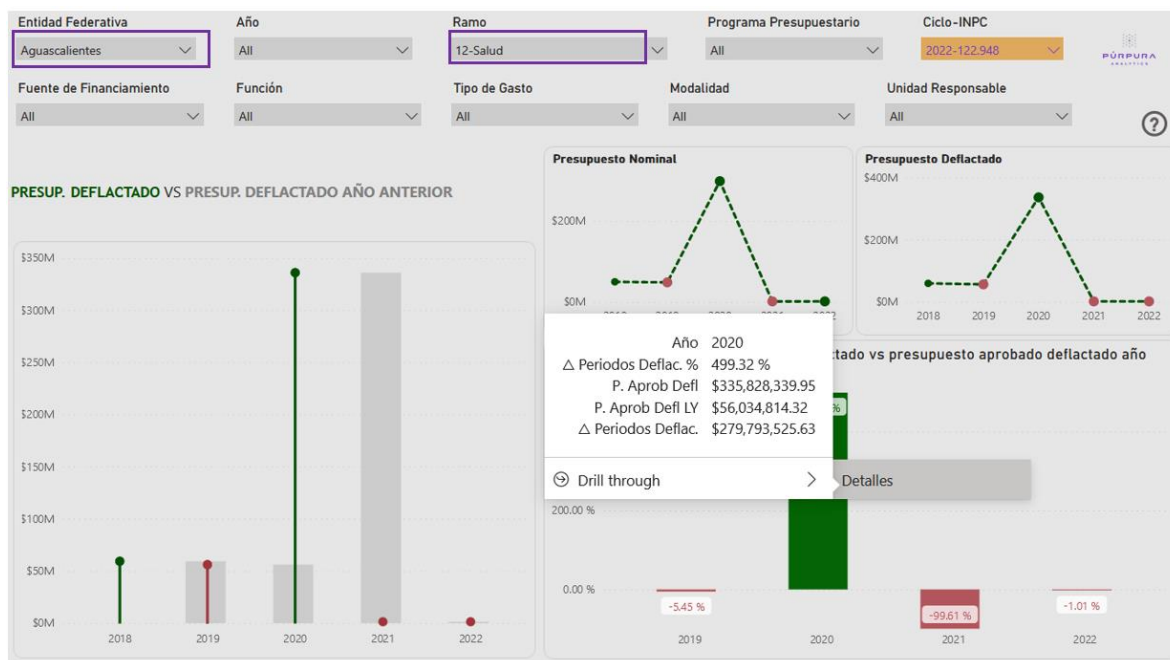 Entidad Federativa
Año
Ramo
Programa Presupuestario
Ciclo-INPC
Aguascalientes
All
12-Salud
All
2022-122.948
PÚRPURA
ANALYTICS
Fuente de Financiamiento
Función
Tipo de Gasto
Modalidad
Unidad Responsable
All
All
All
All
All
?
PRESUP. DEFLACTADO VS PRESUP. DEFLACTADO AÑO ANTERIOR
$350M
$300M
$250M
$200M
$150M
$100M
$50M
$0M
2018 2019 2020 2021 2022
Presupuesto Nominal
$200M
$0M
Presupuesto Deflactado
$400M
$200M
$0M
2018 2019 2020 2021 2022
Año 2020
△ Periodos Deflac. % 499.32 %
P. Aprob Defl $335,828,339.95
P. Aprob Defl LY $56,034,814.32
△ Periodos Deflac. $279,793,525.63
Drill through
Detalles
vs presupuesto aprobado deflactado año
%
200.00 %
0.00 %
-5.45 %
-99.61 %
-1.01 %
2019 2020 2021 2022